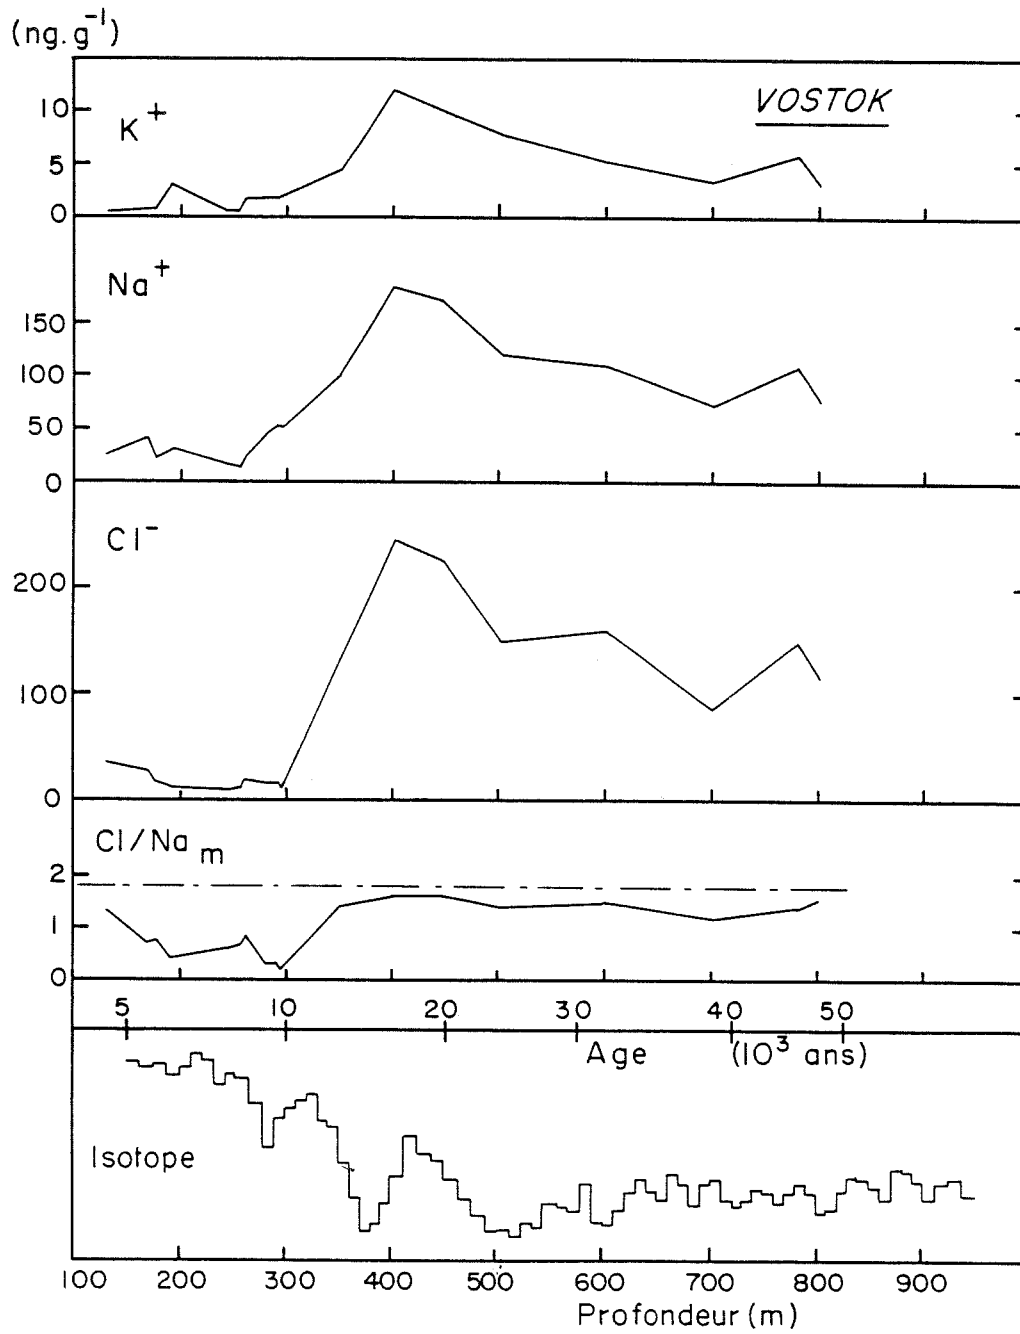 (ng.g⁻¹)
VOSTOK
K⁺
10
5
0
Na⁺
150
100
50
0
Cl⁻
200
100
0
Cl/Na m
2
1
0
5 10 20 30 40 50
Age (10³ ans)
Isotope
100 200 300 400 500 600 700 800 900
Profondeur (m)